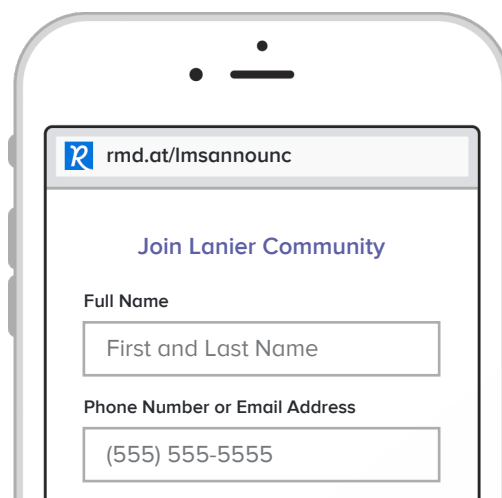 rmd.at/lmsannounc
Join Lanier Community
Full Name
First and Last Name
Phone Number or Email Address
(555) 555-5555